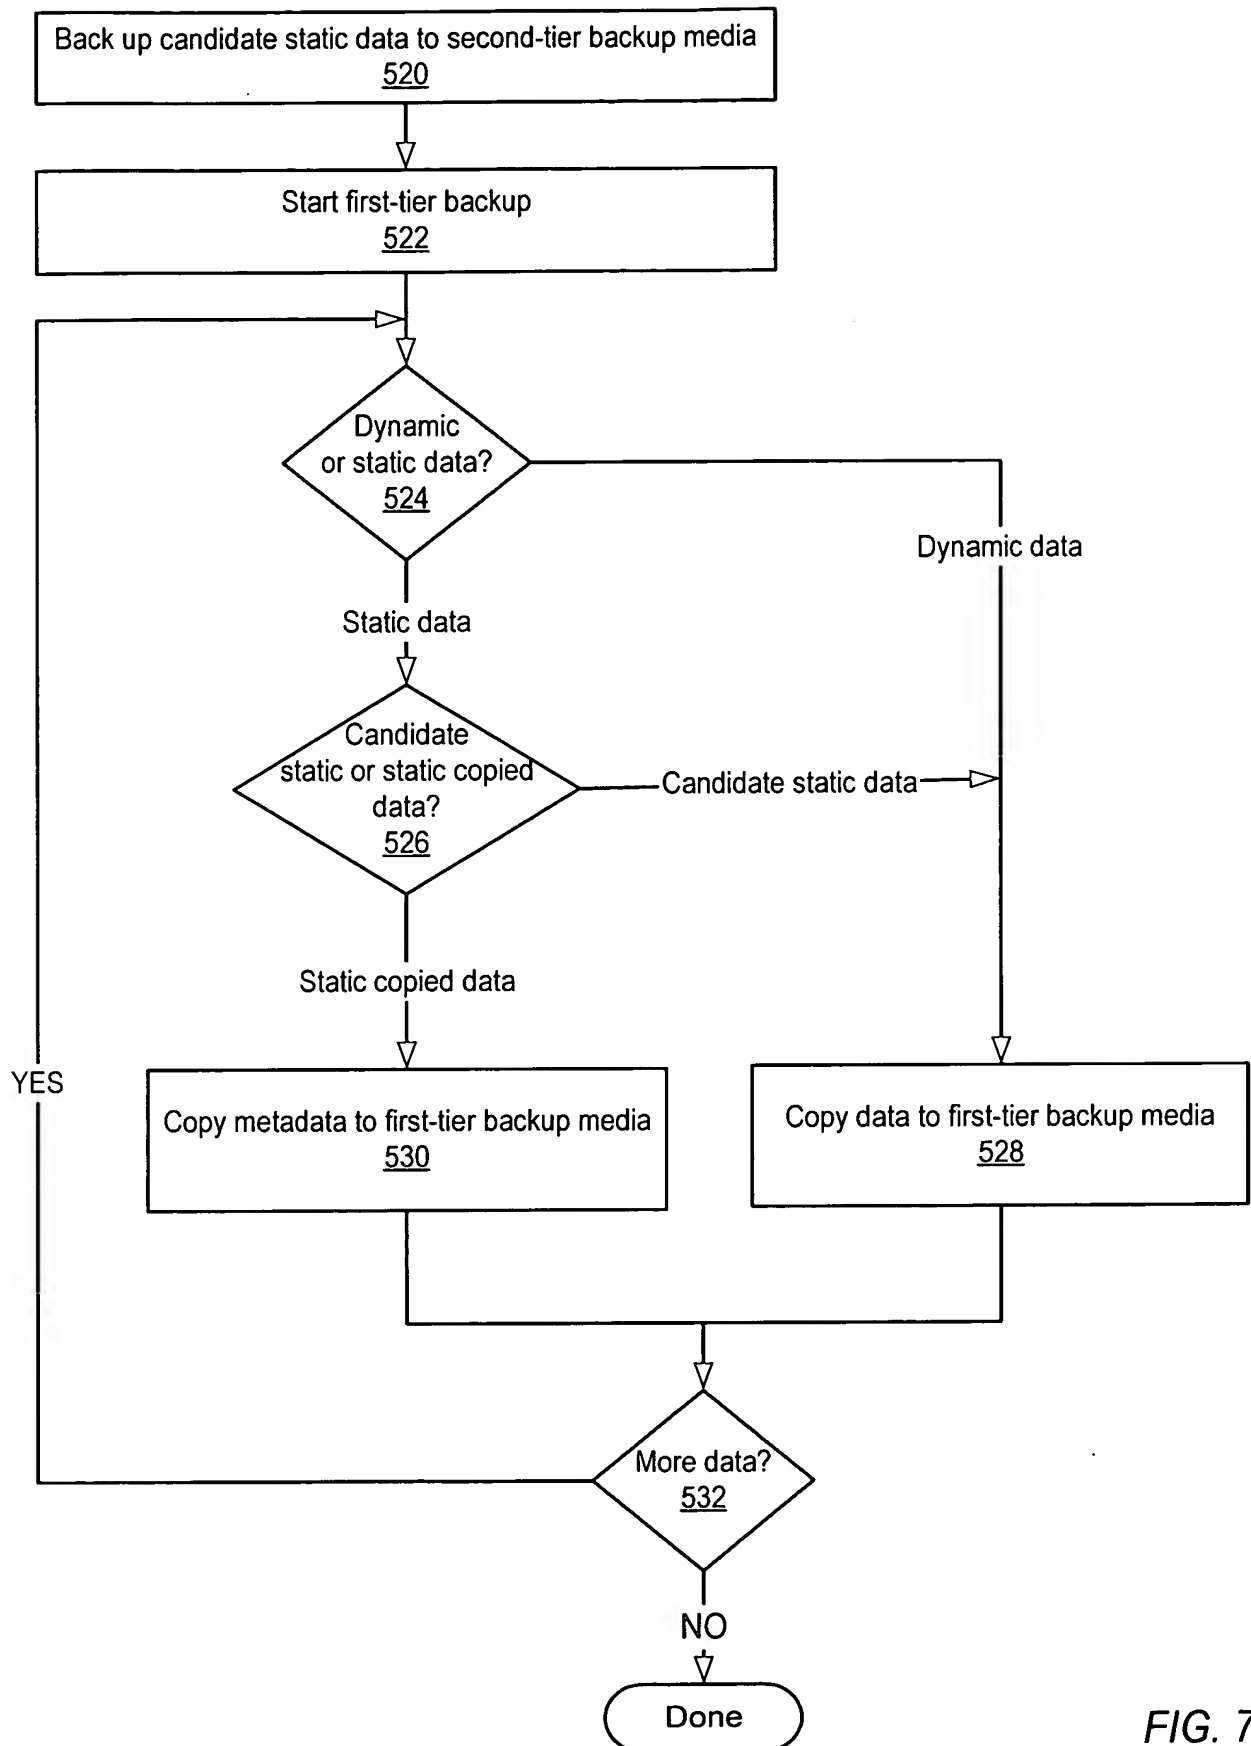 Back up candidate static data to second-tier backup media
520
Start first-tier backup
522
Dynamic
or static data?
524
Dynamic data
Static data
Candidate
static or static copied
data?
526
Candidate static data
Static copied data
YES
Copy metadata to first-tier backup media
530
Copy data to first-tier backup media
528
More data?
532
NO
Done
FIG. 7